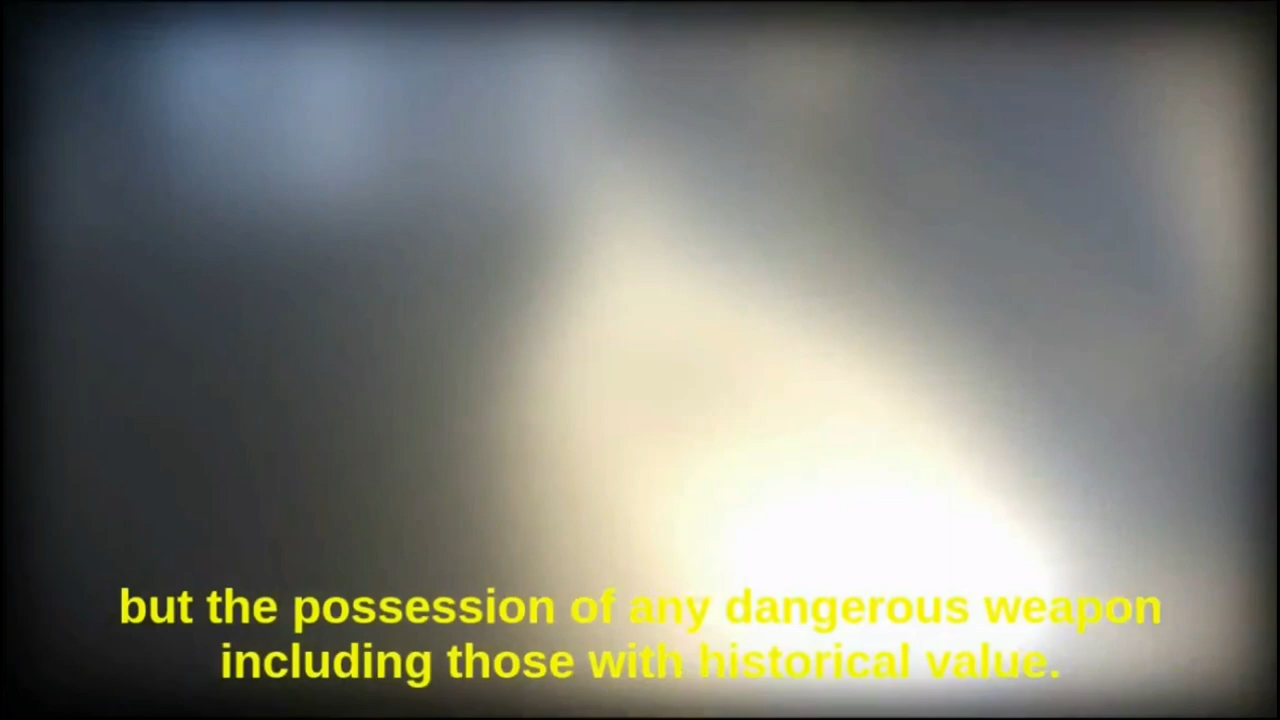 but the possession of any dangerous weapon
including those with historical value.